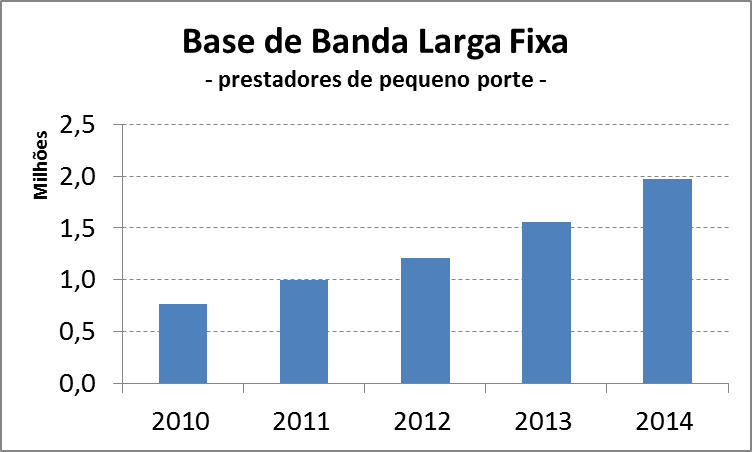 Base de Banda Larga Fixa
- prestadores de pequeno porte -
Milhões
2,5
2,0
1,5
1,0
0,5
0,0
2010 2011 2012 2013 2014